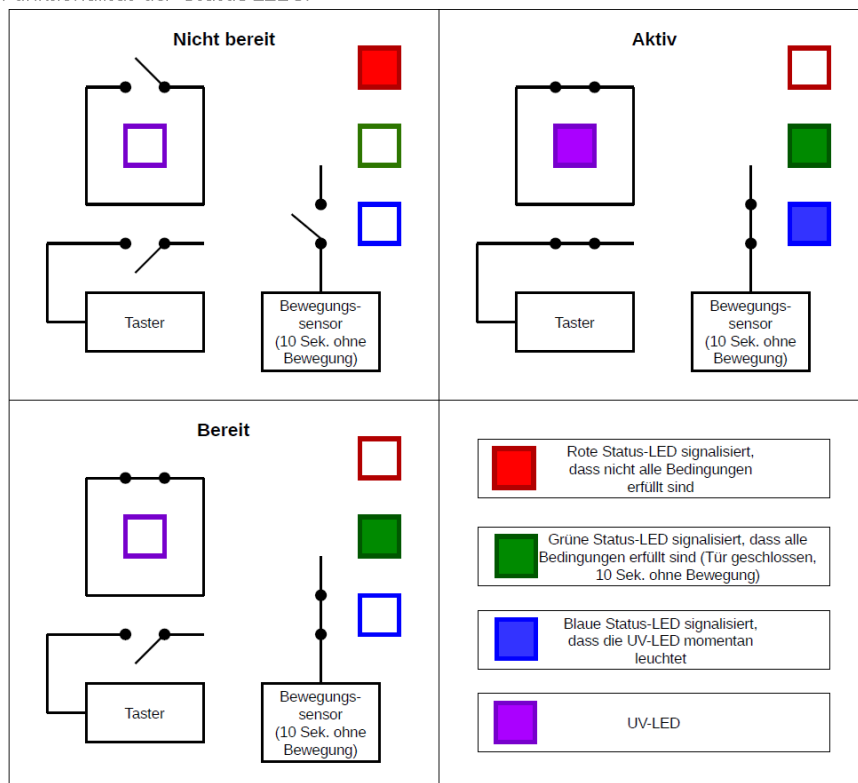 Nicht bereit
Taster
Bewegungs-
sensor
(10 Sek. ohne
Bewegung)
Aktiv
Taster
Bewegungs-
sensor
(10 Sek. ohne
Bewegung)
Bereit
Taster
Bewegungs-
sensor
(10 Sek. ohne
Bewegung)
Rote Status-LED signalisiert,
dass nicht alle Bedingungen
erfüllt sind
Grüne Status-LED signalisiert, dass alle
Bedingungen erfüllt sind (Tür geschlossen,
10 Sek. ohne Bewegung)
Blaue Status-LED signalisiert,
dass die UV-LED momentan
leuchtet
UV-LED